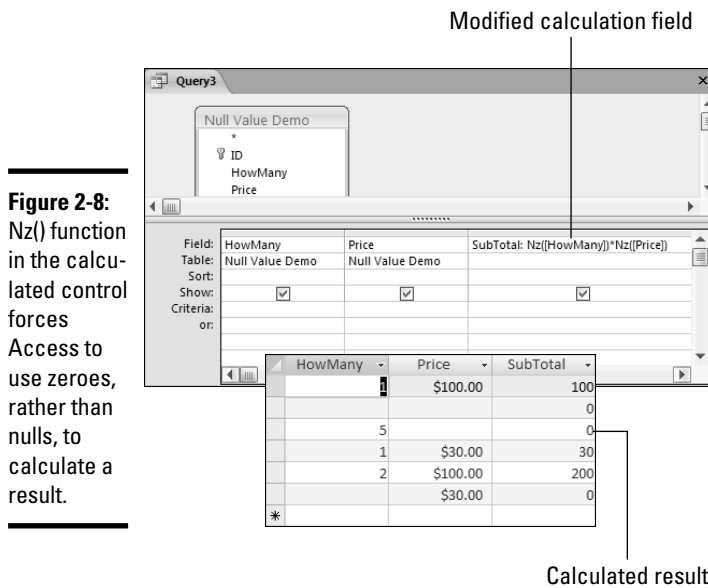 Modified calculation field
Query3
Null Value Demo
*
ID
HowMany
Price
Figure 2-8:
Nz() function
in the calcu-
lated control
forces
Access to
use zeroes,
rather than
nulls, to
calculate a
result.
Field: HowMany Price SubTotal: Nz([HowMany])*Nz([Price])
Table: Null Value Demo Null Value Demo
Sort:
Show:
Criteria:
or:
HowMany Price SubTotal
1 $100.00 100
0
5 0
1 $30.00 30
2 $100.00 200
$30.00 0
*
Calculated result